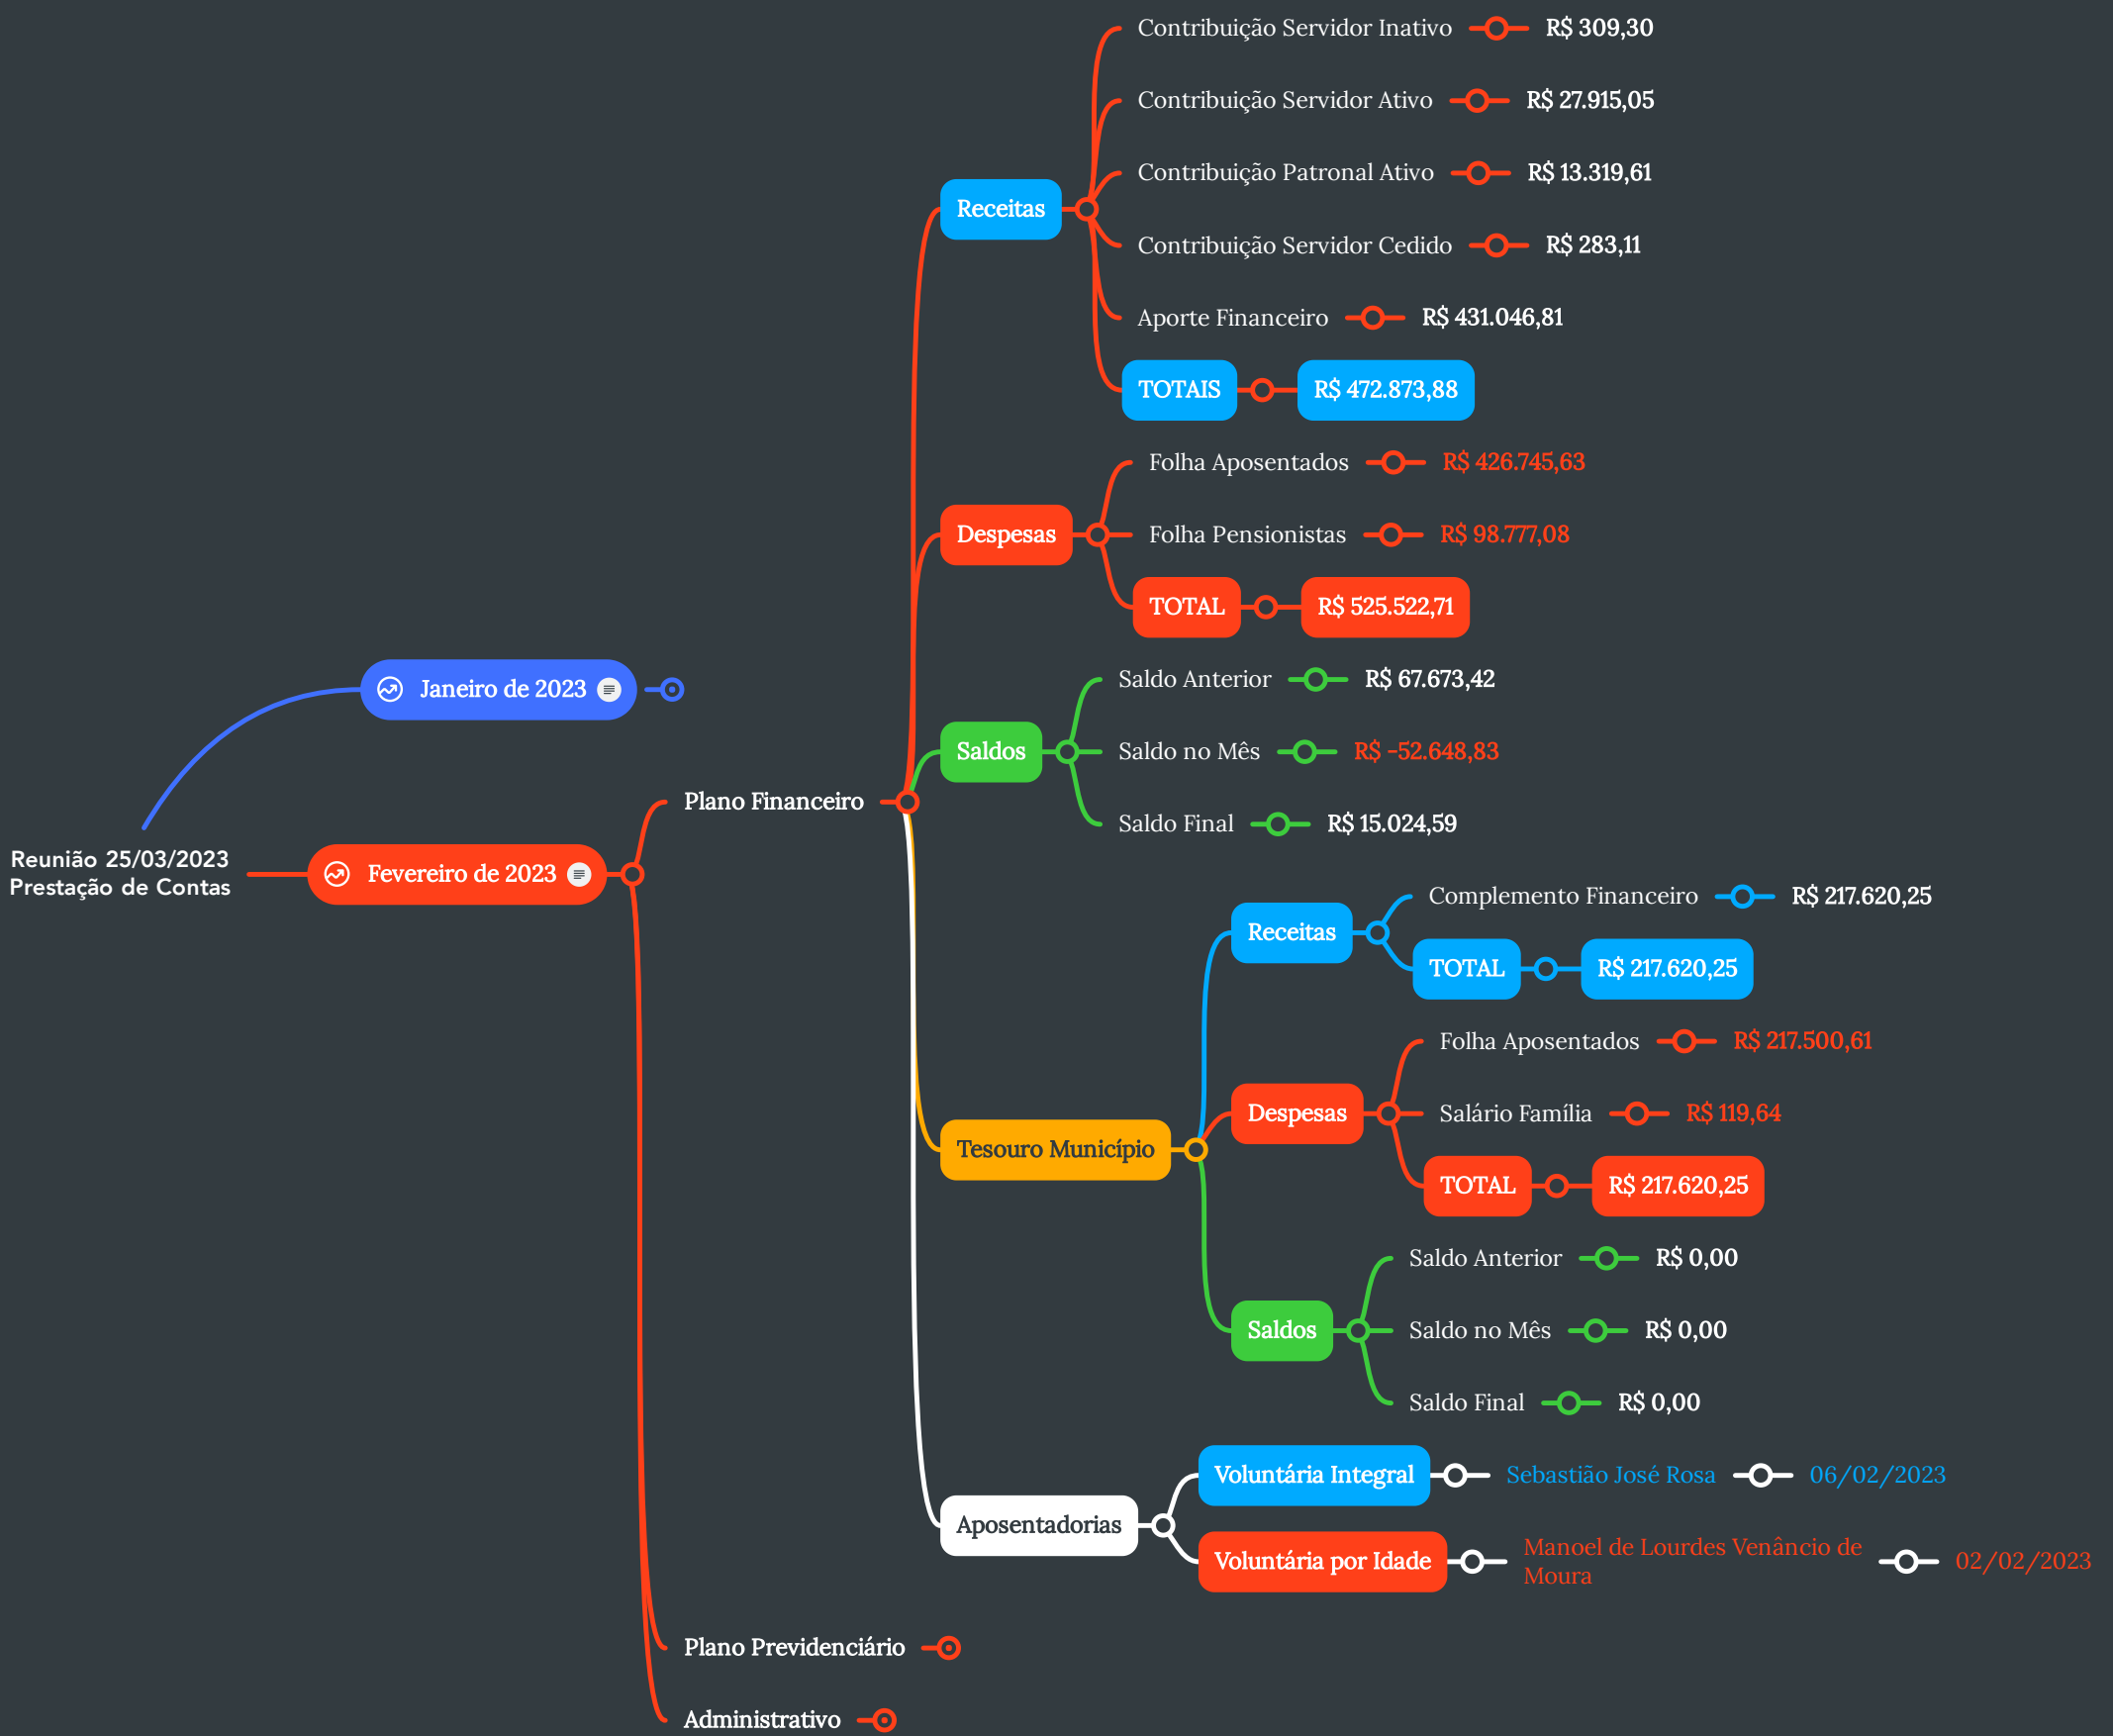 Reunião 25/03/2023
Prestação de Contas
Janeiro de 2023
Fevereiro de 2023
Plano Financeiro
Receitas
Contribuição Servidor Inativo R$ 309,30
Contribuição Servidor Ativo R$ 27.915,05
Contribuição Patronal Ativo R$ 13.319,61
Contribuição Servidor Cedido R$ 283,11
Aporte Financeiro R$ 431.046,81
TOTAIS R$ 472.873,88
Despesas
Folha Aposentados R$ 426.745,63
Folha Pensionistas R$ 98.777,08
TOTAL R$ 525.522,71
Saldos
Saldo Anterior R$ 67.673,42
Saldo no Mês R$ -52.648,83
Saldo Final R$ 15.024,59
Tesouro Município
Receitas
Complemento Financeiro R$ 217.620,25
TOTAL R$ 217.620,25
Despesas
Folha Aposentados R$ 217.500,61
Salário Família R$ 119,64
TOTAL R$ 217.620,25
Saldos
Saldo Anterior R$ 0,00
Saldo no Mês R$ 0,00
Saldo Final R$ 0,00
Aposentadorias
Voluntária Integral Sebastião José Rosa 06/02/2023
Voluntária por Idade Manoel de Lourdes Venâncio de
Moura 02/02/2023
Plano Previdenciário
Administrativo